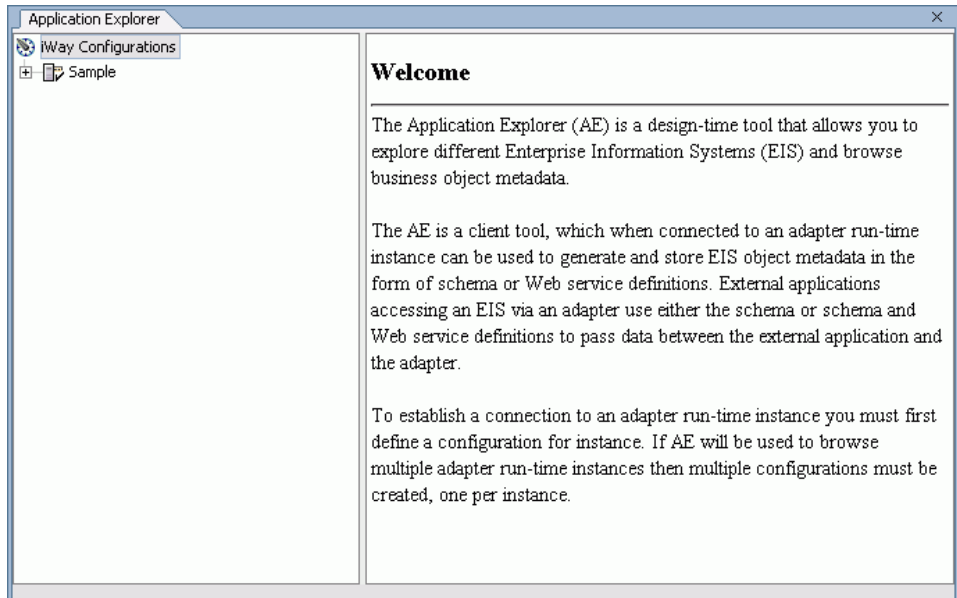 Application Explorer
iWay Configurations
Sample
Welcome
The Application Explorer (AE) is a design-time tool that allows you to
explore different Enterprise Information Systems (EIS) and browse
business object metadata.
The AE is a client tool, which when connected to an adapter run-time
instance can be used to generate and store EIS object metadata in the
form of schema or Web service definitions. External applications
accessing an EIS via an adapter use either the schema or schema and
Web service definitions to pass data between the external application and
the adapter.
To establish a connection to an adapter run-time instance you must first
define a configuration for instance. If AE will be used to browse
multiple adapter run-time instances then multiple configurations must be
created, one per instance.